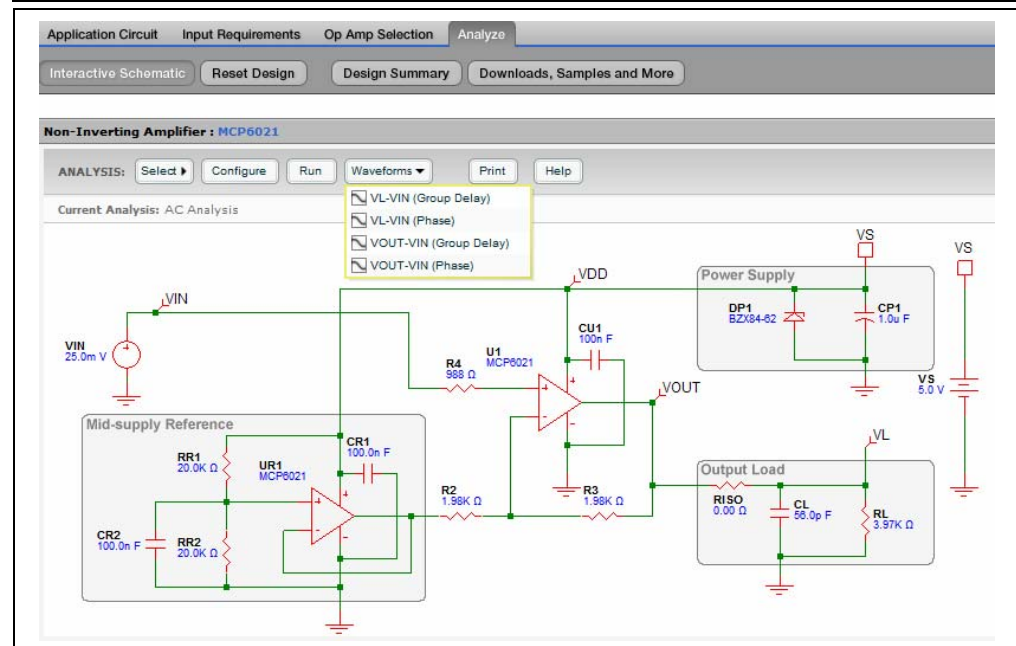 Application Circuit Input Requirements Op Amp Selection Analyze
Interactive Schematic Reset Design Design Summary Downloads, Samples and More
Non-Inverting Amplifier : MCP6021
ANALYSIS: Select Configure Run Waveforms Print Help
Current Analysis: AC Analysis
VL-VIN (Group Delay)
VL-VIN (Phase)
VOUT-VIN (Group Delay)
VOUT-VIN (Phase)
VIN
VIN
25.0m V
VDD
VS
VS
Power Supply
DP1
BZX84-62
CP1
1.0u F
VS
5.0 V
CU1
100n F
R4
988 Ω
U1
MCP6021
VOUT
Mid-supply Reference
RR1
20.0K Ω
UR1
MCP6021
CR1
100.0n F
CR2
100.0n F
RR2
20.0K Ω
R2
1.98K Ω
R3
1.98K Ω
VL
Output Load
RISO
0.00 Ω
CL
56.0p F
RL
3.97K Ω